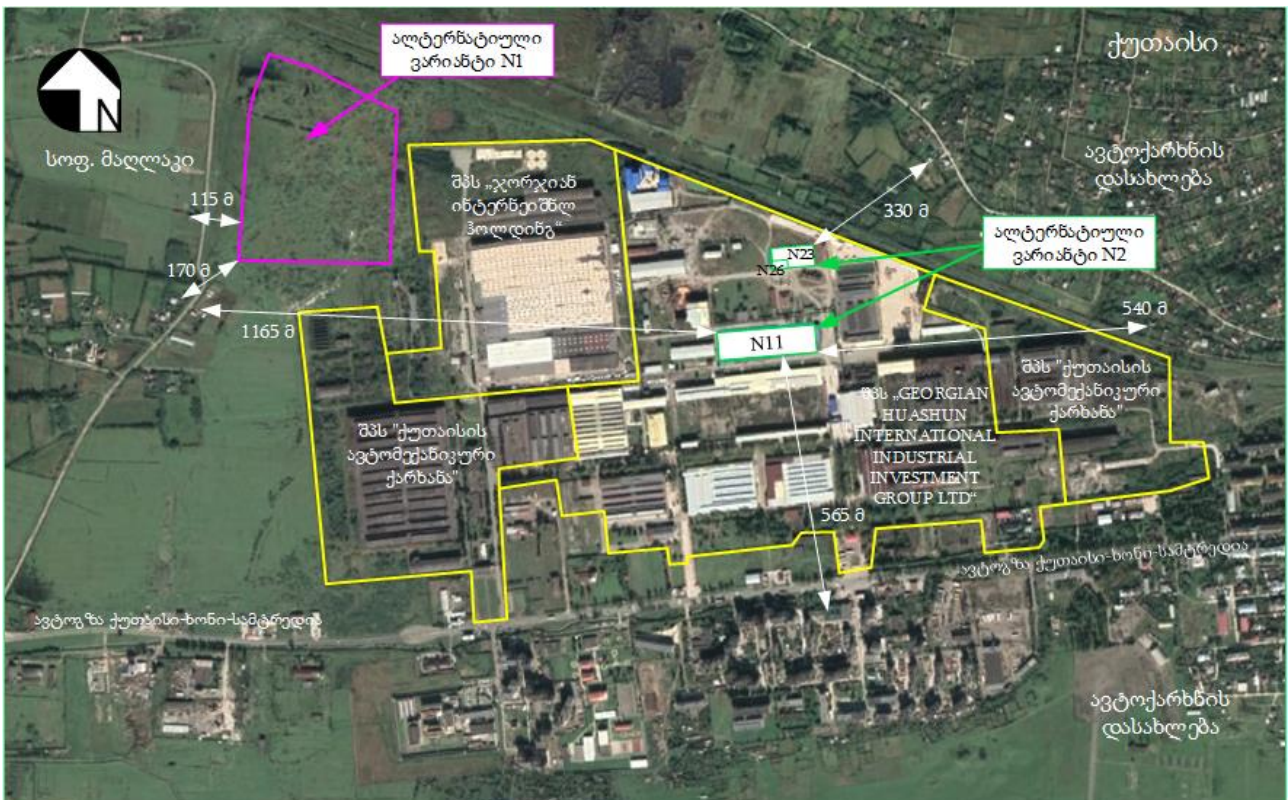 ალტერნატიული
ვარიანტი N1
ქუთაისი
N
სოფ. მაღლაკი
ავტოქარხნის
დასახლება
შპს „ჯორჯიან
ინტერნეიშნლ
ჰოლდინგ“
115 მ
330 მ
ალტერნატიული
ვარიანტი N2
N23
N26
170 მ
1165 მ
540 მ
N11
შპს "ქუთაისის
ავტომექანიკური
ქარხანა"
შპს „GEORGIAN
HUASHUN
INTERNATIONAL
INDUSTRIAL
INVESTMENT
GROUP LTD“
შპს "ქუთაისის
ავტომექანიკური
ქარხანა"
565 მ
ავტოგზა ქუთაისი-ხონი-სამტრედია
ავტოგზა ქუთაისი-ხონი-სამტრედია
ავტოქარხნის
დასახლება